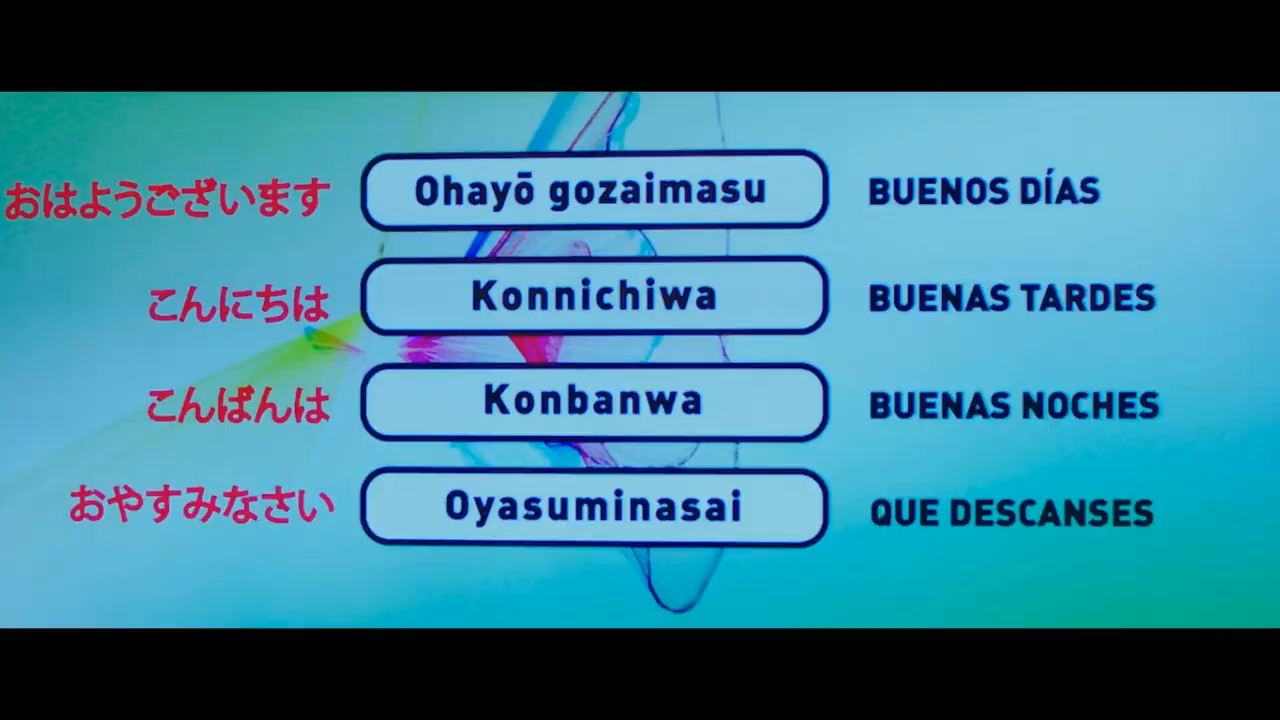 おはようございます Ohayō gozaimasu BUENOS DÍAS
こんにちは Konnichiwa BUENAS TARDES
こんばんは Konbanwa BUENAS NOCHES
おやすみなさい Oyasuminasai QUE DESCANSES